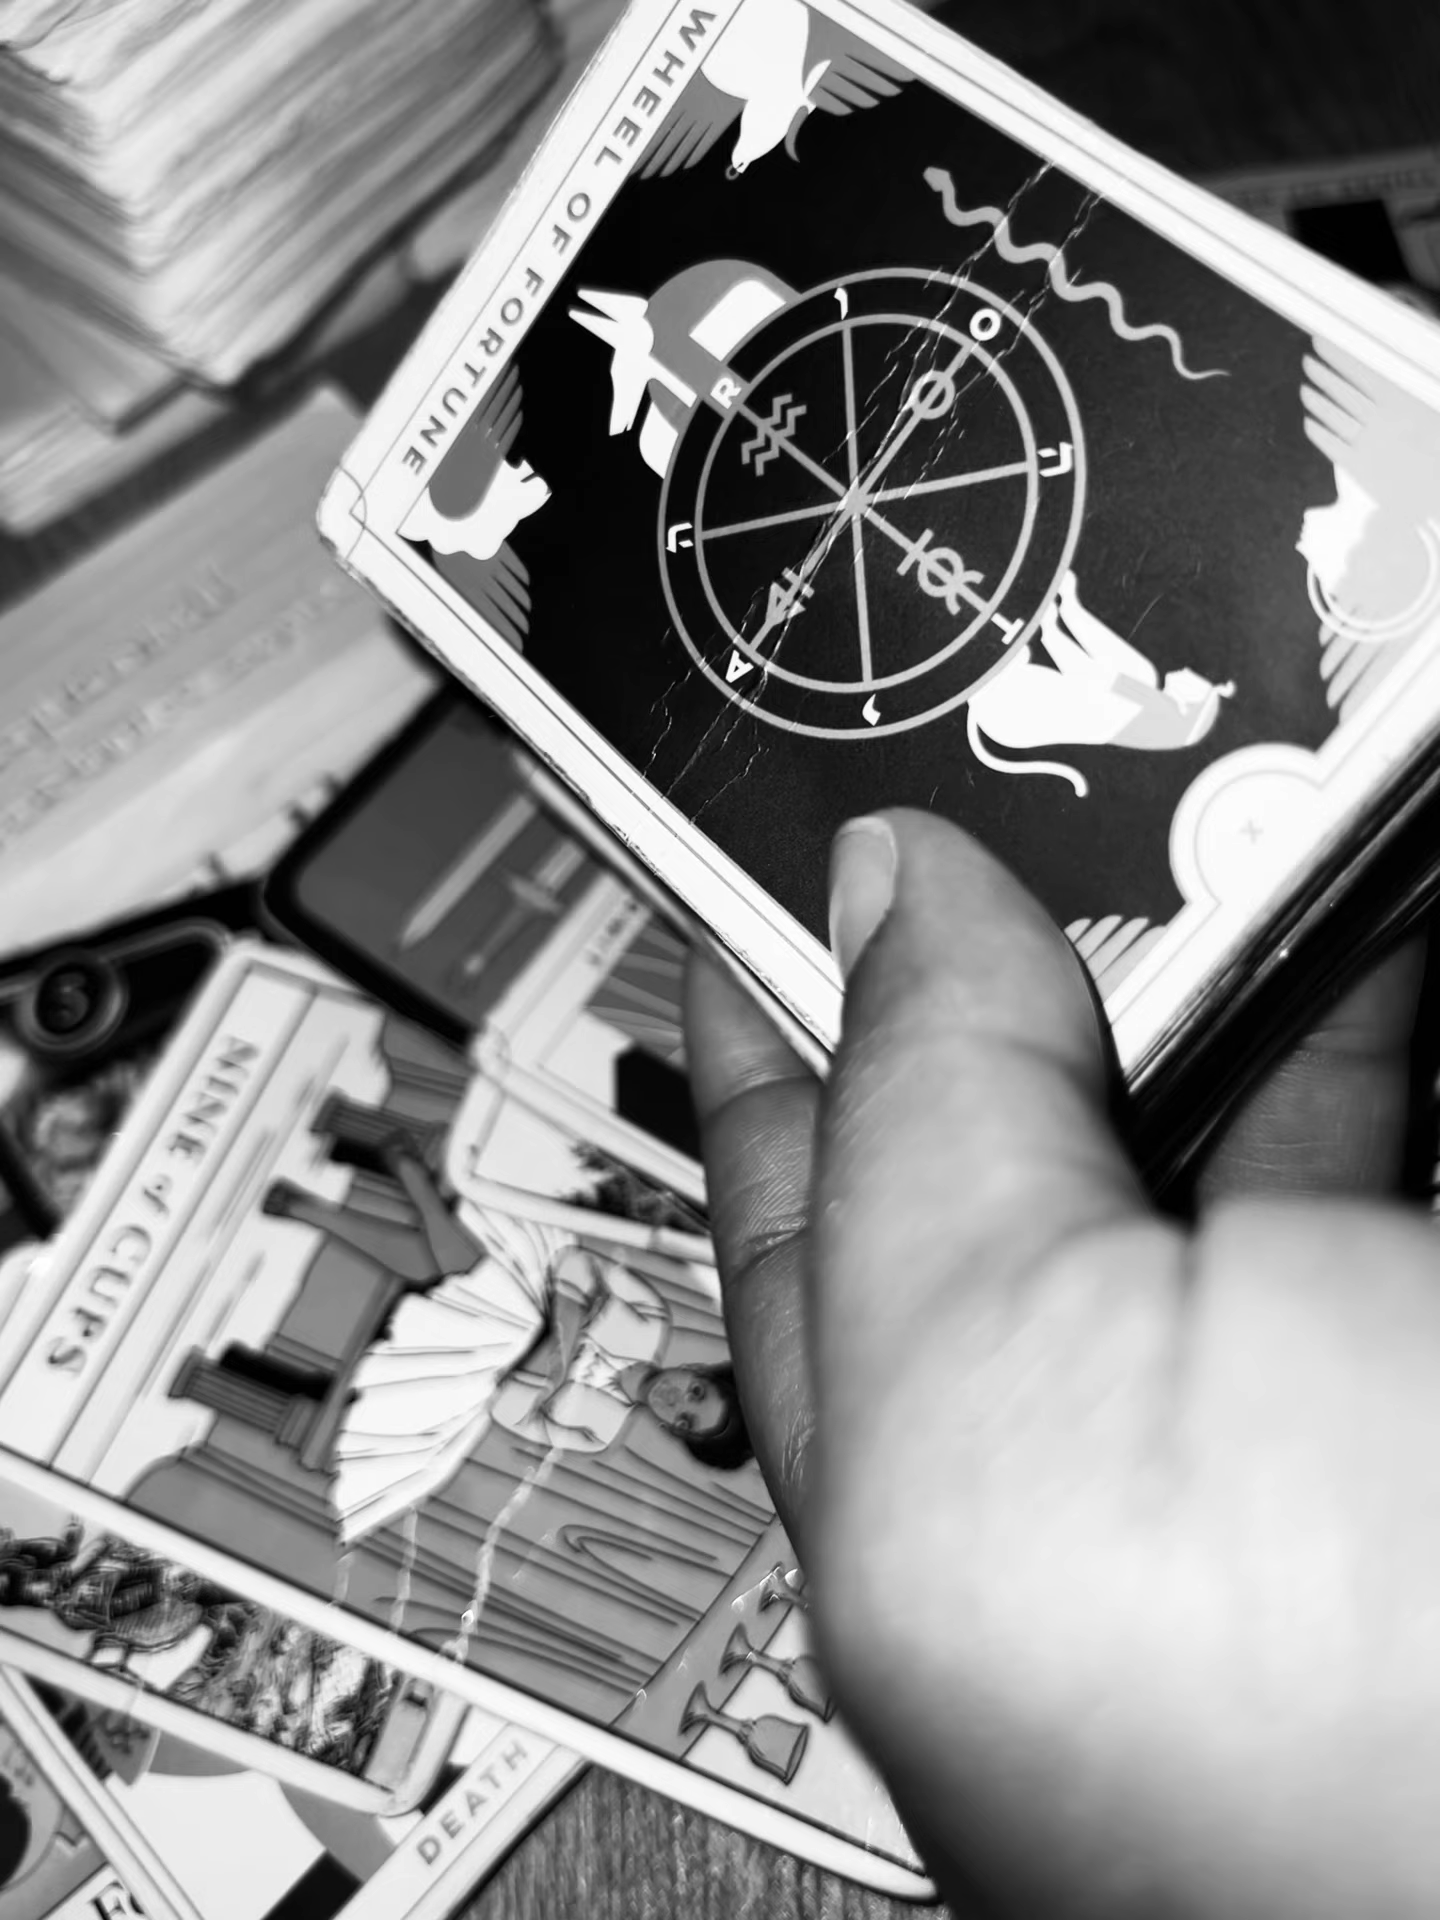 WHEEL OF FORTUNE
X
T
A
R
O
י
ה
ו
ה
NINE of CUPS
DEATH